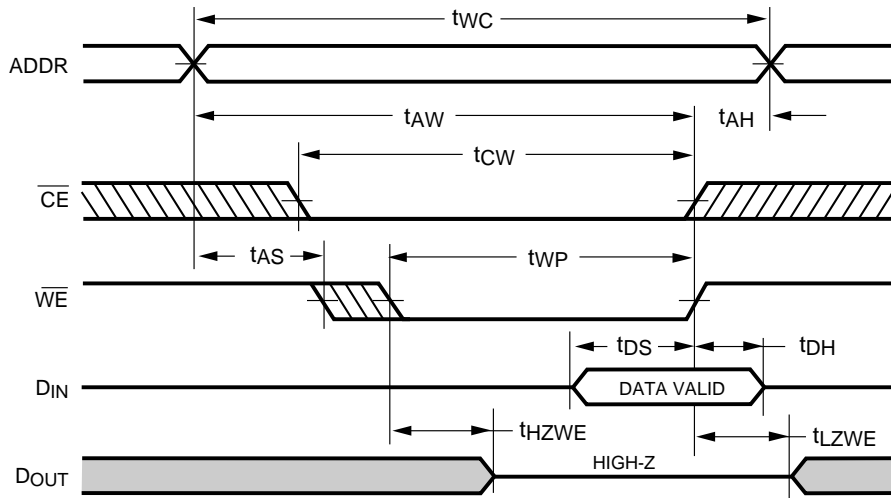 tWC
ADDR
tAW
tAH
tCW
CE
tAS
tWP
WE
tDS
tDH
DIN
DATA VALID
tHZWE
tLZWE
DOUT
HIGH-Z